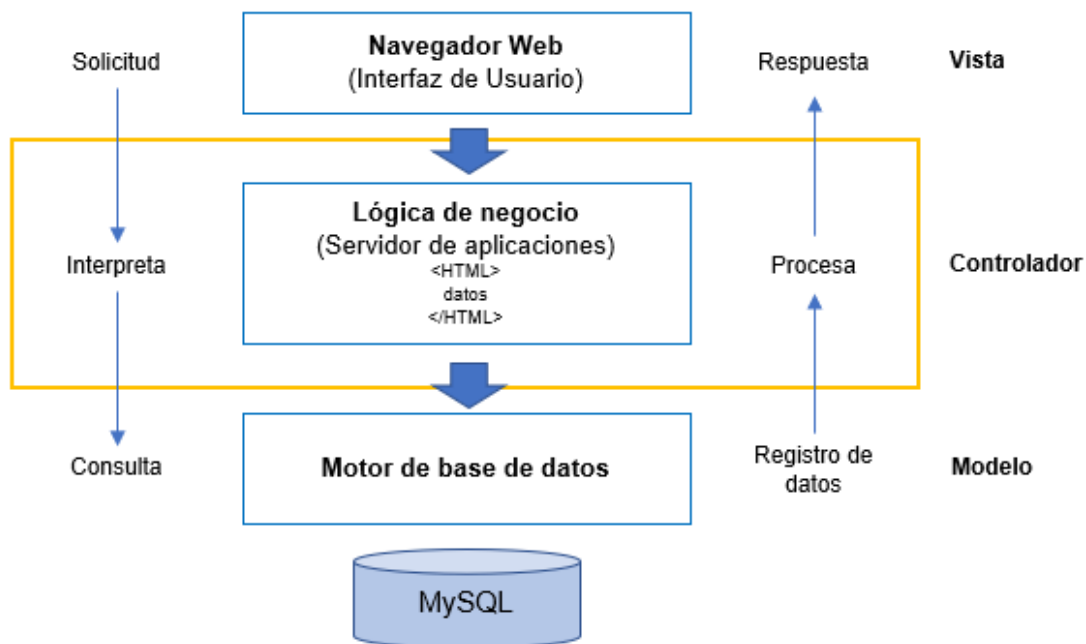 Solicitud
Navegador Web
(Interfaz de Usuario)
Respuesta
Vista
Interpreta
Lógica de negocio
(Servidor de aplicaciones)
<HTML>
datos
</HTML>
Procesa
Controlador
Consulta
Motor de base de datos
Registro de
datos
Modelo
MySQL